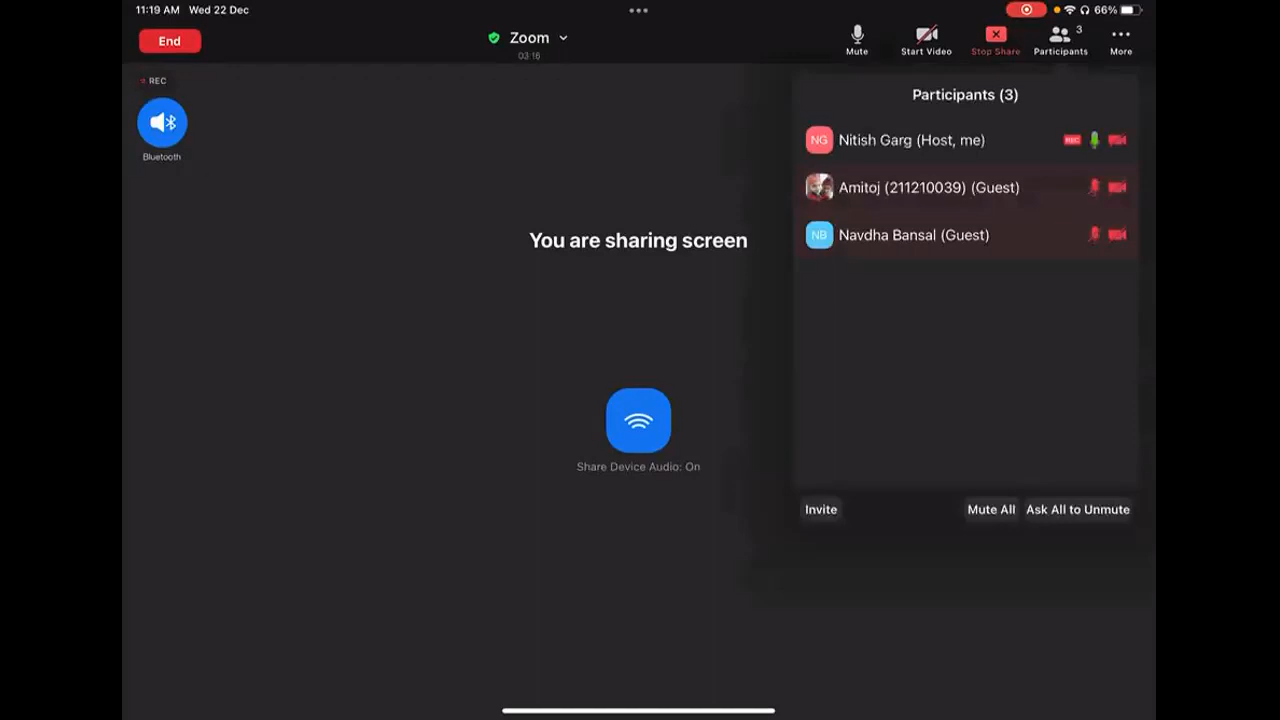 11:19 AM Wed 22 Dec
66%
End
Zoom
03:16
Mute
Start Video
Stop Share
3
Participants
More
REC
Bluetooth
Participants (3)
NG Nitish Garg (Host, me) REC
Amitoj (211210039) (Guest)
NB Navdha Bansal (Guest)
You are sharing screen
Share Device Audio: On
Invite
Mute All
Ask All to Unmute